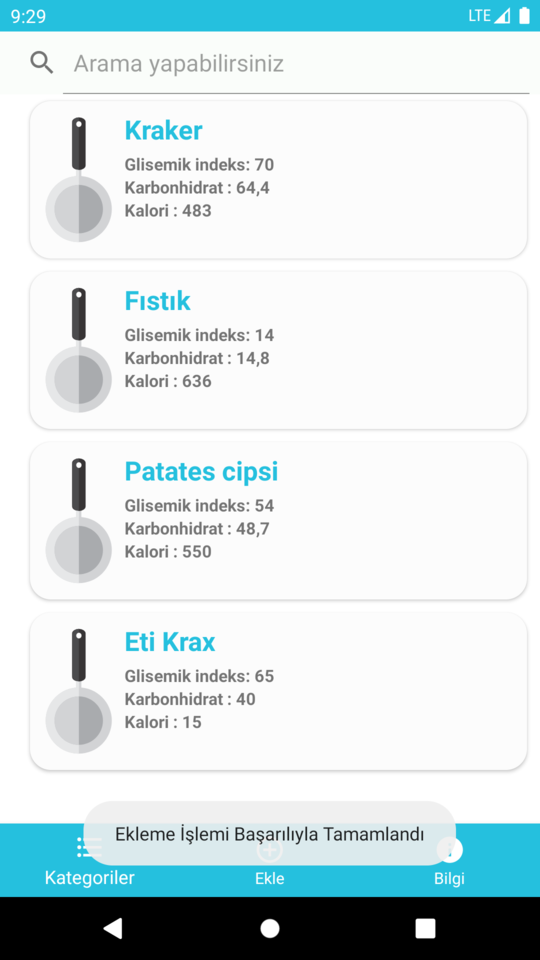 9:29
LTE
Arama yapabilirsiniz
Kraker
Glisemik indeks: 70
Karbonhidrat : 64,4
Kalori : 483
Fıstık
Glisemik indeks: 14
Karbonhidrat : 14,8
Kalori : 636
Patates cipsi
Glisemik indeks: 54
Karbonhidrat : 48,7
Kalori : 550
Eti Krax
Glisemik indeks: 65
Karbonhidrat : 40
Kalori : 15
Ekleme İşlemi Başarılıyla Tamamlandı
Kategoriler
Ekle
Bilgi